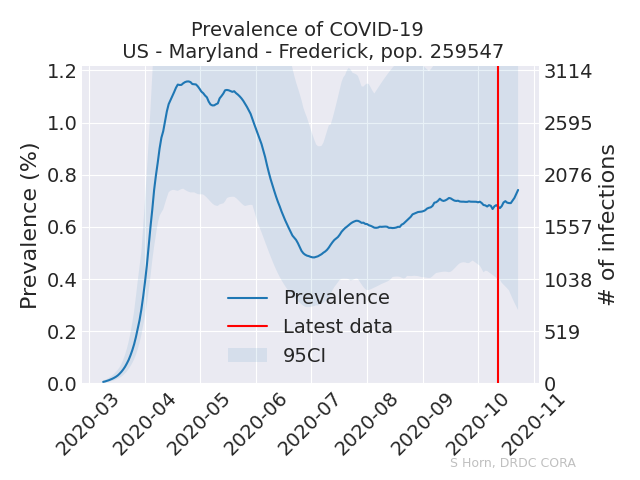 Prevalence of COVID-19
US - Maryland - Frederick, pop. 259547
Prevalence (%)
1.2
1.0
0.8
0.6
0.4
0.2
0.0
3114
2595
2076
1557
1038
519
0
# of infections
Prevalence
Latest data
95CI
2020-03
2020-04
2020-05
2020-06
2020-07
2020-08
2020-09
2020-10
2020-11
S Horn, DRDC CORA